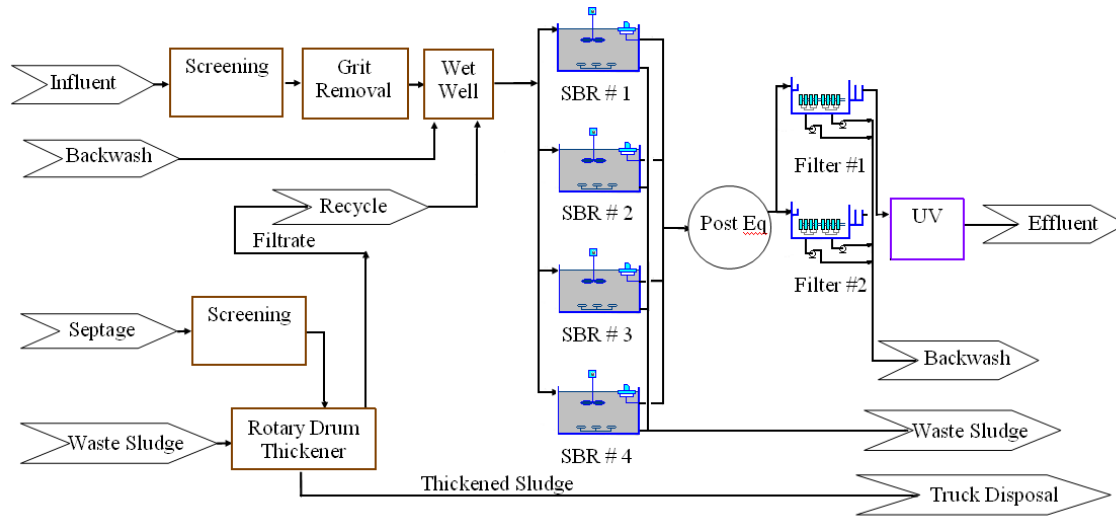 Influent
Screening
Grit
Removal
Wet
Well
SBR # 1
Backwash
Recycle
Filtrate
SBR # 2
Post Eq
Filter #1
UV
Effluent
Filter #2
Septage
Screening
SBR # 3
Backwash
Waste Sludge
Rotary Drum
Thickener
SBR # 4
Waste Sludge
Thickened Sludge
Truck Disposal